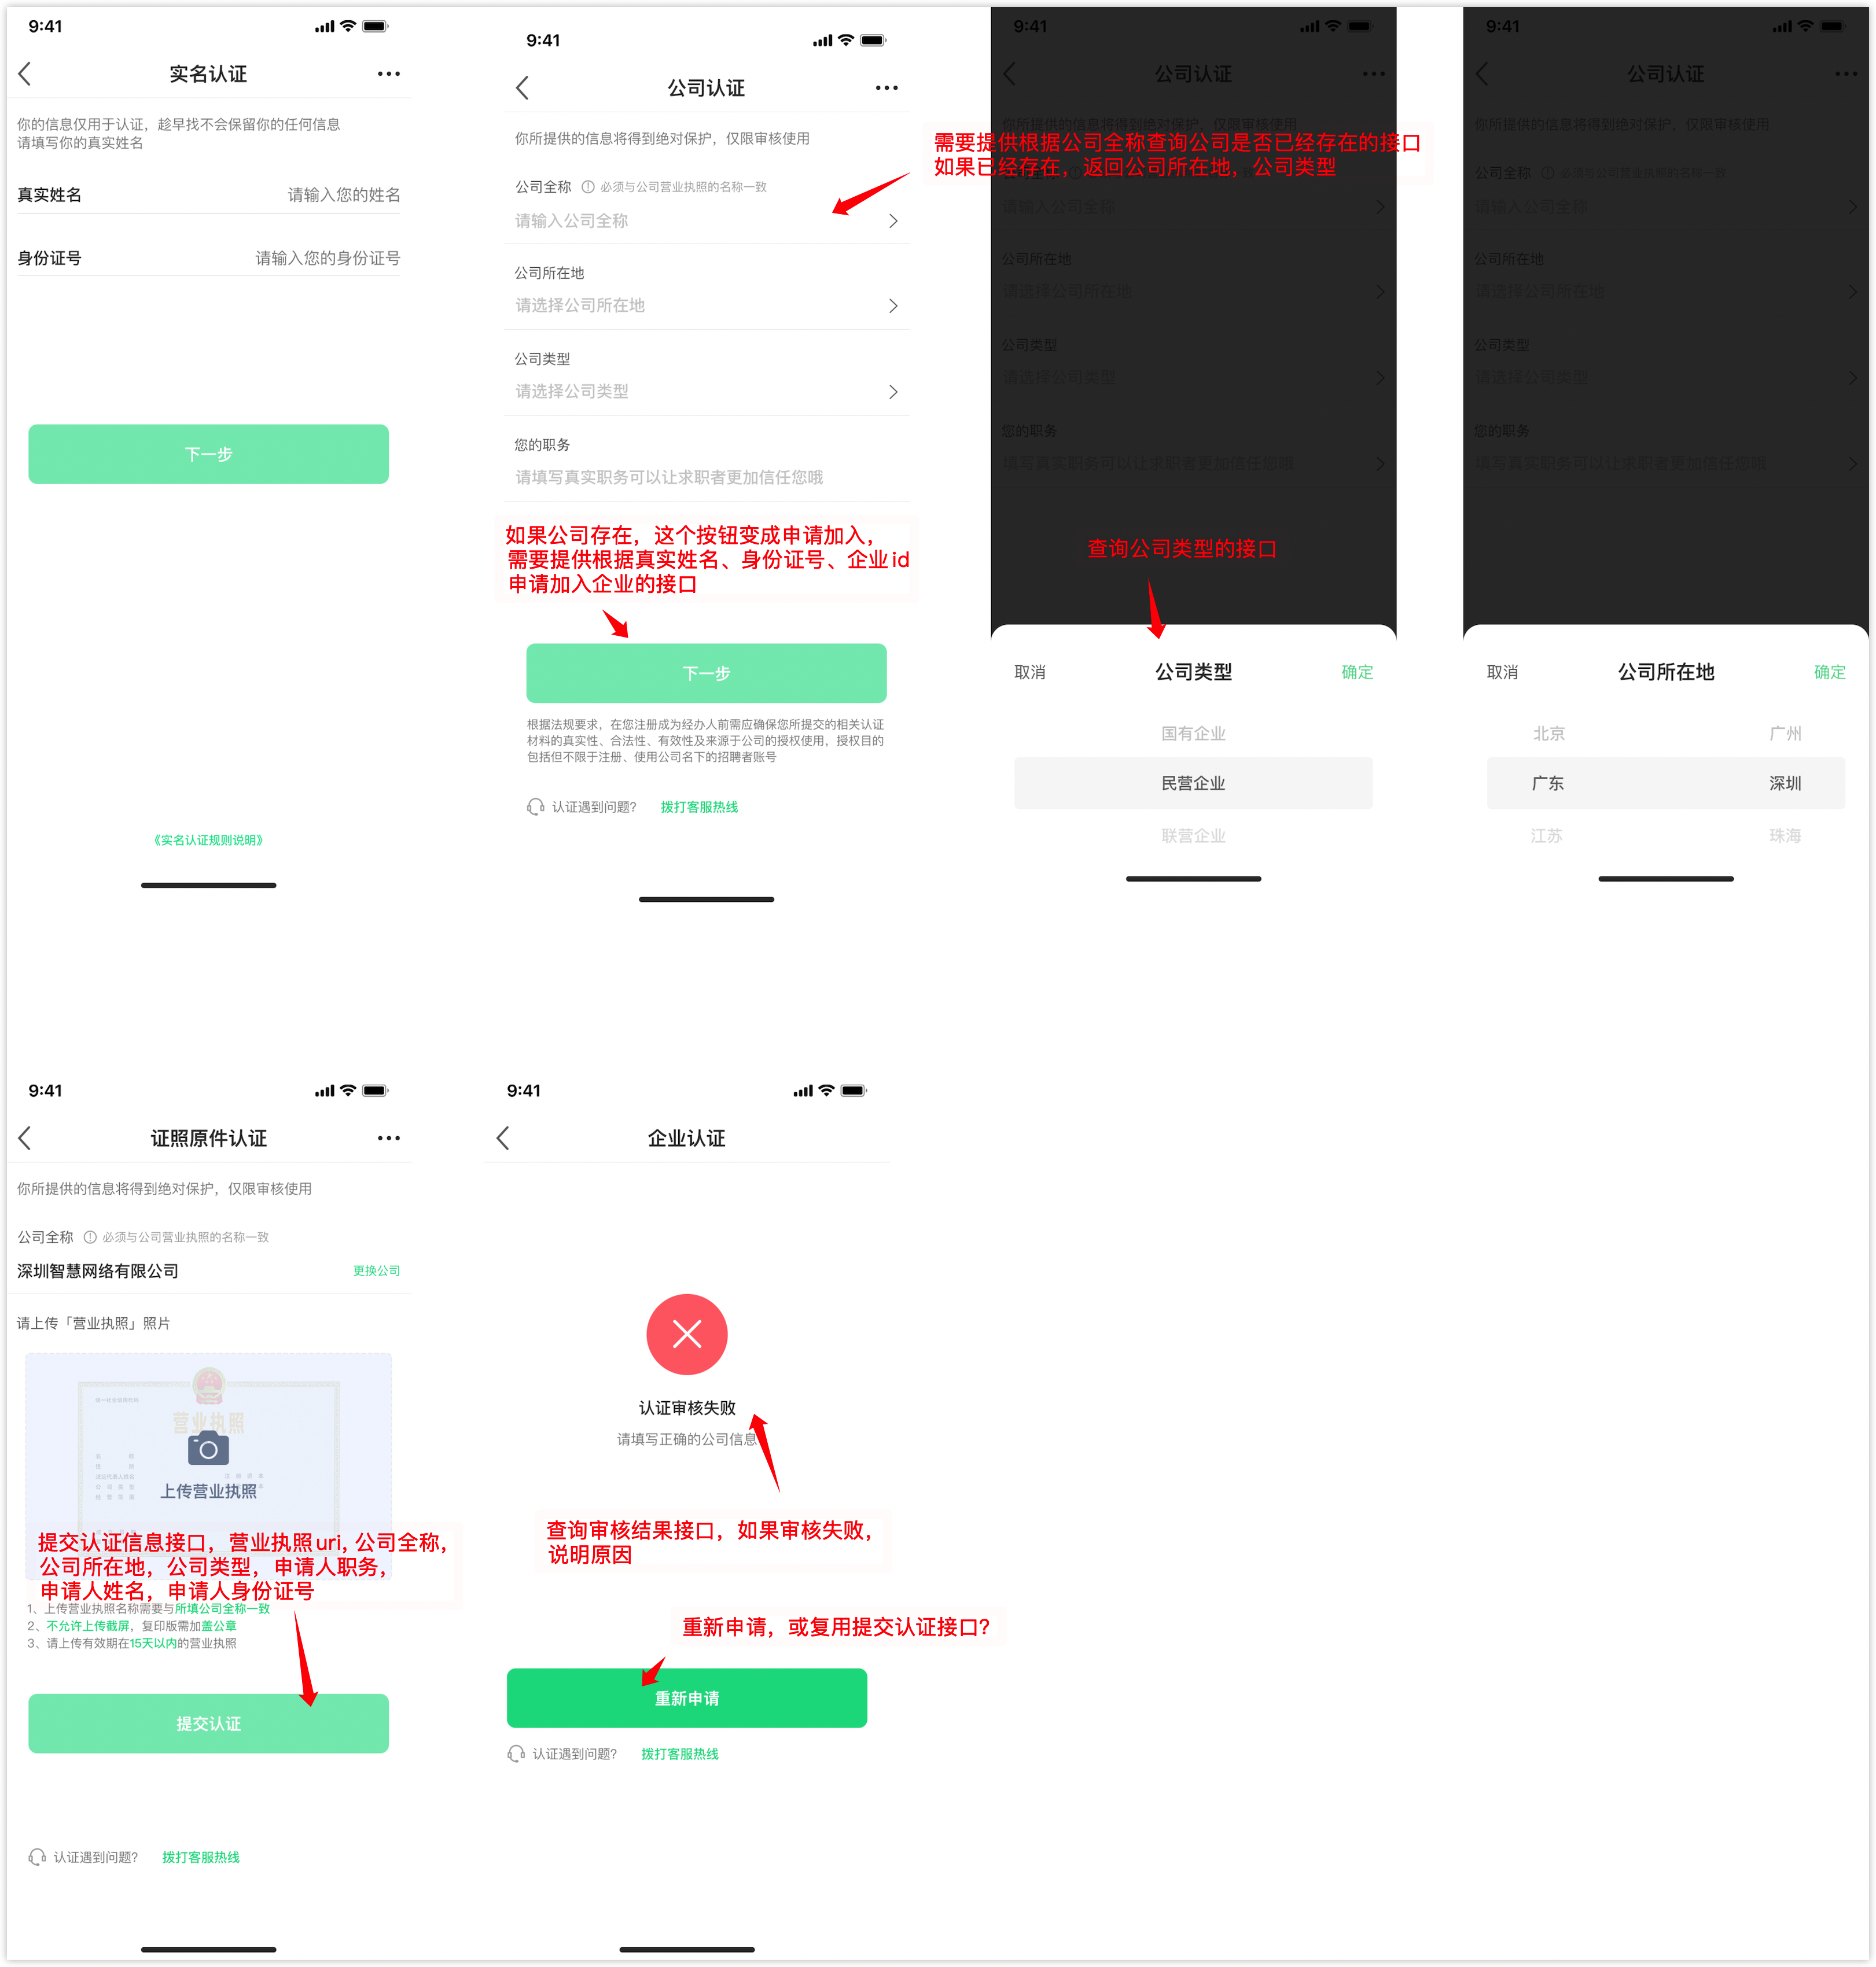 9:41
实名认证
你的信息仅用于认证，趁早找不会保留你的任何信息
请填写你的真实姓名
真实姓名 请输入您的姓名
身份证号 请输入您的身份证号
下一步
《实名认证规则说明》
9:41
公司认证
你所提供的信息将得到绝对保护，仅限审核使用
公司全称 必须与公司营业执照的名称一致
请输入公司全称
公司所在地
请选择公司所在地
公司类型
请选择公司类型
您的职务
请填写真实职务可以让求职者更加信任您哦
如果公司存在，这个按钮变成申请加入，
需要提供根据真实姓名、身份证号、企业id
申请加入企业的接口
下一步
根据法规要求，在您注册成为经办人前需应确保您所提交的相关认证
材料的真实性、合法性、有效性及来源于公司的授权使用，授权目的
包括但不限于注册、使用公司名下的招聘者账号
认证遇到问题? 拨打客服热线
9:41
公司认证
你所提供的信息将得到绝对保护，仅限审核使用
需要提供根据公司全称查询公司是否已经存在的接口
如果已经存在，返回公司所在地，公司类型
请输入公司全称
公司所在地
请选择公司所在地
公司类型
请选择公司类型
您的职务
填写真实职务可以让求职者更加信任您哦
查询公司类型的接口
取消 公司类型 确定
国有企业
民营企业
联营企业
9:41
公司认证
你所提供的信息将得到绝对保护，仅限审核使用
公司全称 必须与公司营业执照的名称一致
请输入公司全称
公司所在地
请选择公司所在地
公司类型
请选择公司类型
您的职务
填写真实职务可以让求职者更加信任您哦
取消 公司所在地 确定
北京 广州
广东 深圳
江苏 珠海
9:41
证照原件认证
你所提供的信息将得到绝对保护，仅限审核使用
公司全称 必须与公司营业执照的名称一致
深圳智慧网络有限公司 更换公司
请上传「营业执照」照片
营业执照
上传营业执照
提交认证信息接口，营业执照uri, 公司全称,
公司所在地，公司类型，申请人职务，
申请人姓名，申请人身份证号
1、上传营业执照名称需要与所填公司全称一致
2、不允许上传截屏，复印版需加盖公章
3、请上传有效期在15天以内的营业执照
提交认证
认证遇到问题? 拨打客服热线
9:41
企业认证
认证审核失败
请填写正确的公司信息
查询审核结果接口，如果审核失败，
说明原因
重新申请，或复用提交认证接口?
重新申请
认证遇到问题? 拨打客服热线